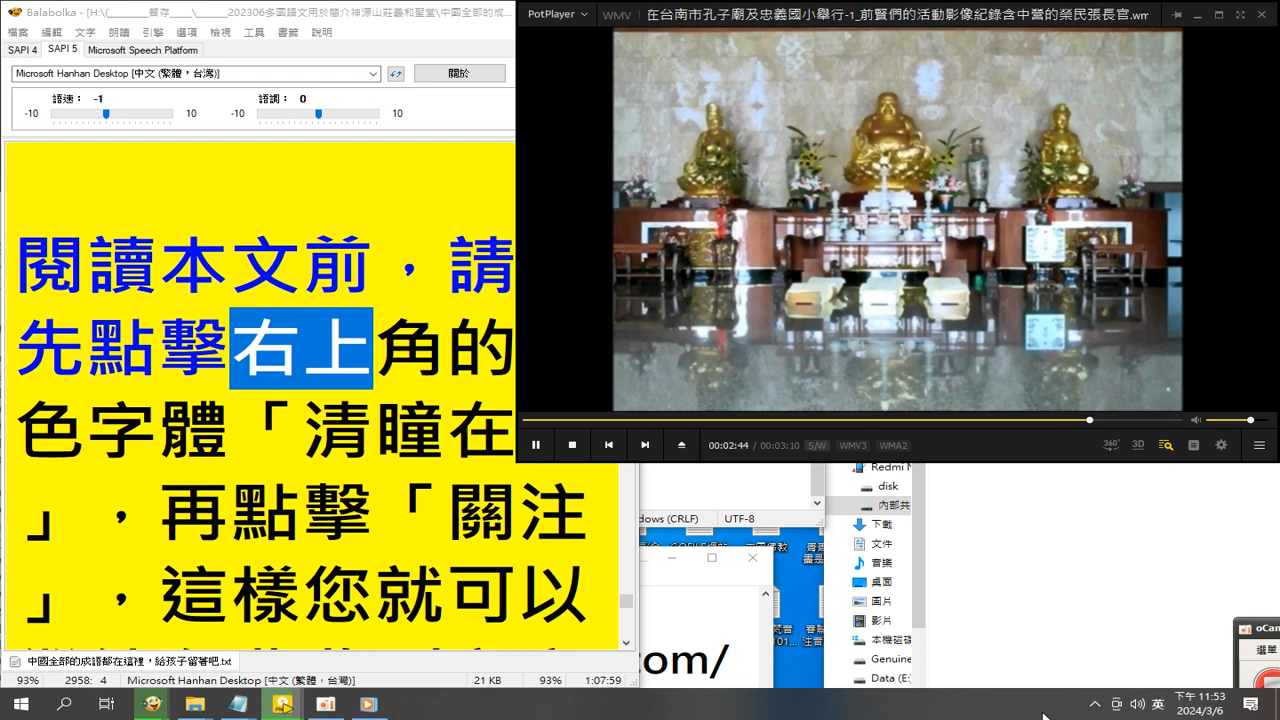 Balabolka - [H:\(______暫存____\______202306多國語文用於簡介神源山莊義和聖堂\中國全部的成...
檔案 編輯 文字 朗讀 引擎 選項 檢視 工具 書籤 說明
SAPI 4 SAPI 5 Microsoft Speech Platform
Microsoft Hanhan Desktop [中文 (繁體，台灣)]
關於
語速： -1 語調： 0
-10 10 -10 10
閱讀本文前，請
先點擊右上角的
色字體「清瞳在
」，再點擊「關注
」，這樣您就可以
中國全部的成語都在這裡，給孩子留著吧.txt
93% 2958: 4 Microsoft Hanhan Desktop [中文 (繁體，台灣)] 21 KB 93% 1:07:59
PotPlayer WMV 在台南市孔子廟及忠義國小舉行-1_前賢們的活動影像紀錄含中營的榮民張長官.wm
00:02:44 / 00:03:10 S/W WMV3 WMA2
360° 3D
dows (CRLF) UTF-8
com/
Redmi N
disk
內部共
下載
文件
音樂
桌面
圖片
影片
本機磁碟
Genuine
Data (E:
oCam
選單
英
下午 11:53
2024/3/6